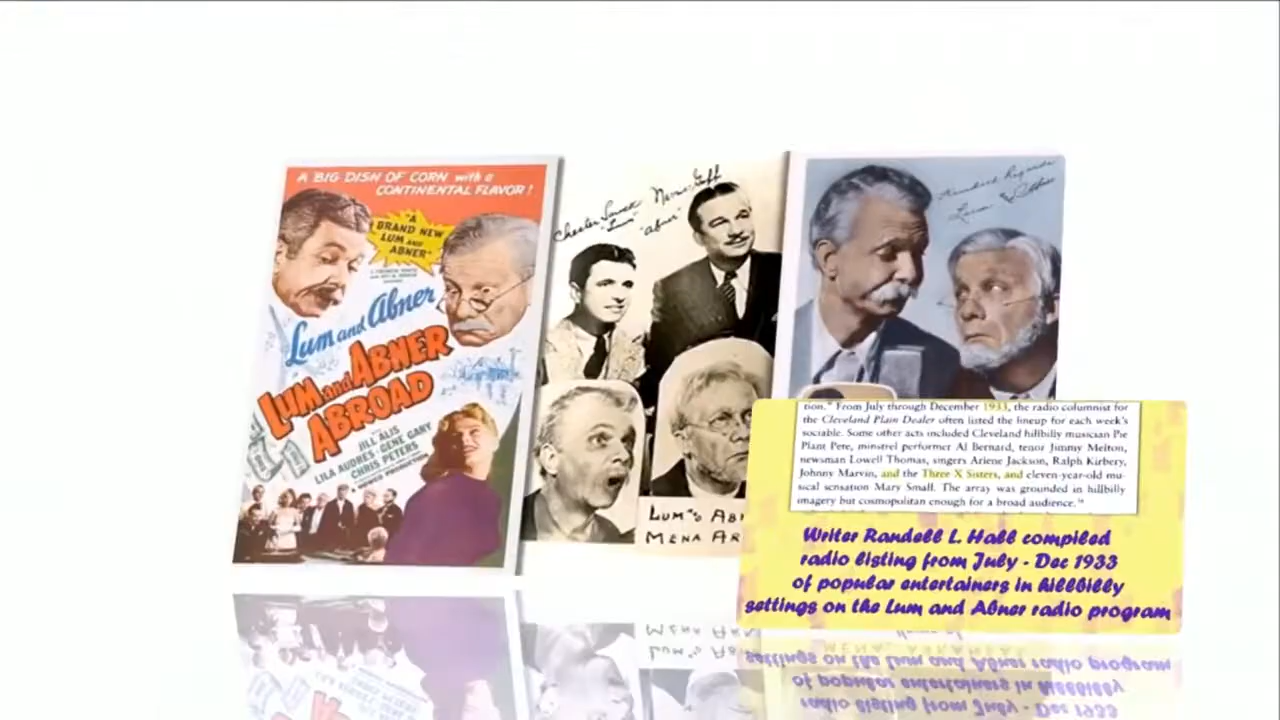 A BIG DISH OF CORN with a
CONTINENTAL FLAVOR!
"A
BRAND NEW
LUM AND
ABNER"
Lum and Abner
LUM and ABNER
ABROAD
JILL ALIS
LILA AUDRES · GENE GARY
CHRIS PETERS
Chester Lauck Norris Goff
"Lum" "abner"
LUM & AB
MENA AR
tion." From July through December 1933, the radio columnist for
the Cleveland Plain Dealer often listed the lineup for each week's
sociable. Some other acts included Cleveland hillbilly musician Pie
Plant Pete, minstrel performer Al Bernard, tenor Jimmy Melton,
newsman Lowell Thomas, singers Arlene Jackson, Ralph Kirbery,
Johnny Marvin, and the Three X Sisters, and eleven-year-old mu-
sical sensation Mary Small. The array was grounded in hillbilly
imagery but cosmopolitan enough for a broad audience.
Writer Randell L. Hall compiled
radio listing from July - Dec 1933
of popular entertainers in hillbilly
settings on the Lum and Abner radio program